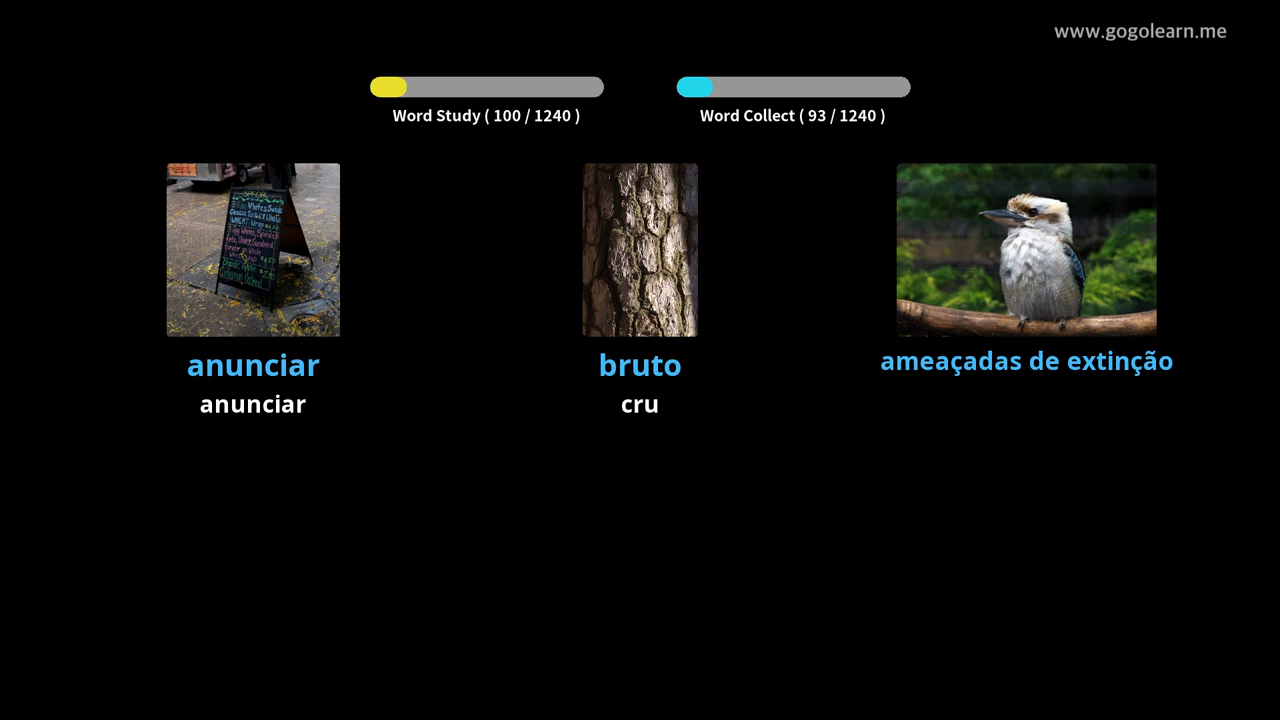 www.gogolearn.me
Word Study ( 100 / 1240 )
Word Collect ( 93 / 1240 )
anunciar
bruto
ameaçadas de extinção
anunciar
cru